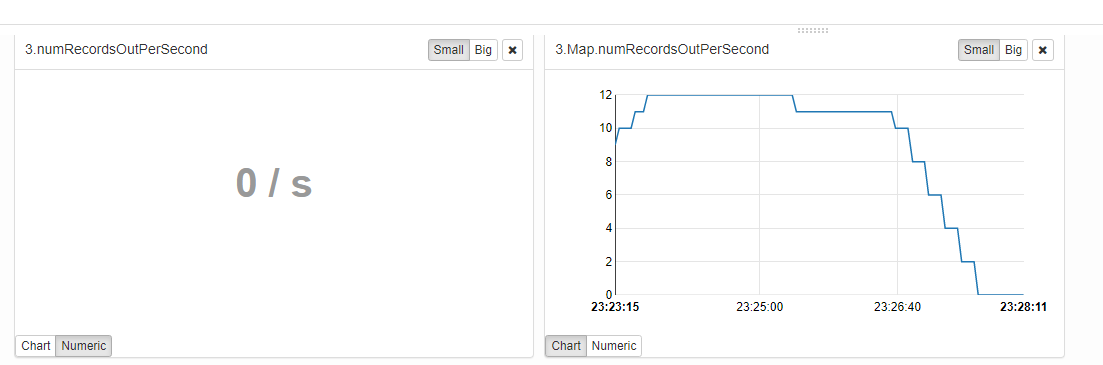 3.numRecordsOutPerSecond Small Big ✖
0 / s
Chart Numeric
3.Map.numRecordsOutPerSecond Small Big ✖
12
10
8
6
4
2
0
23:23:15 23:25:00 23:26:40 23:28:11
Chart Numeric